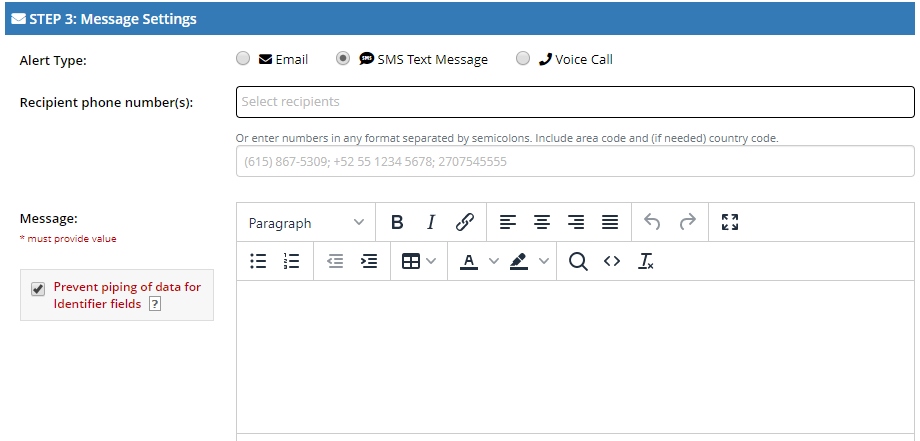 STEP 3: Message Settings
Alert Type:
Email
SMS SMS Text Message
Voice Call
Recipient phone number(s):
Select recipients
Or enter numbers in any format separated by semicolons. Include area code and (if needed) country code.
(615) 867-5309; +52 55 1234 5678; 2707545555
Message:
* must provide value
Paragraph
B I
A
Prevent piping of data for
Identifier fields ?